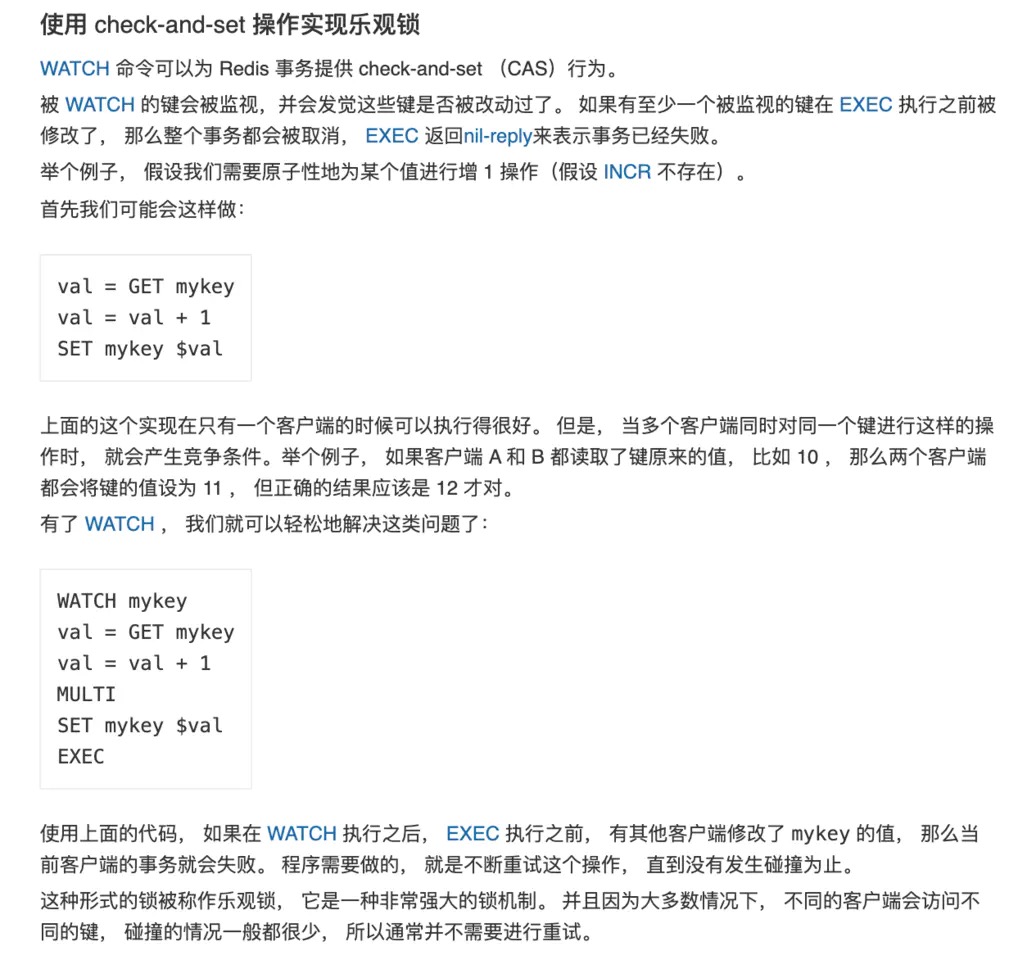 使用 check-and-set 操作实现乐观锁
WATCH 命令可以为 Redis 事务提供 check-and-set （CAS）行为。
被 WATCH 的键会被监视，并会发觉这些键是否被改动过了。 如果有至少一个被监视的键在 EXEC 执行之前被
修改了， 那么整个事务都会被取消， EXEC 返回nil-reply来表示事务已经失败。
举个例子， 假设我们需要原子性地为某个值进行增 1 操作（假设 INCR 不存在）。
首先我们可能会这样做：
val = GET mykey
val = val + 1
SET mykey $val
上面的这个实现在只有一个客户端的时候可以执行得很好。 但是， 当多个客户端同时对同一个键进行这样的操
作时， 就会产生竞争条件。举个例子， 如果客户端 A 和 B 都读取了键原来的值， 比如 10 ， 那么两个客户端
都会将键的值设为 11 ， 但正确的结果应该是 12 才对。
有了 WATCH ， 我们就可以轻松地解决这类问题了：
WATCH mykey
val = GET mykey
val = val + 1
MULTI
SET mykey $val
EXEC
使用上面的代码， 如果在 WATCH 执行之后， EXEC 执行之前， 有其他客户端修改了 mykey 的值， 那么当
前客户端的事务就会失败。 程序需要做的， 就是不断重试这个操作， 直到没有发生碰撞为止。
这种形式的锁被称作乐观锁， 它是一种非常强大的锁机制。 并且因为大多数情况下， 不同的客户端会访问不
同的键， 碰撞的情况一般都很少， 所以通常并不需要进行重试。